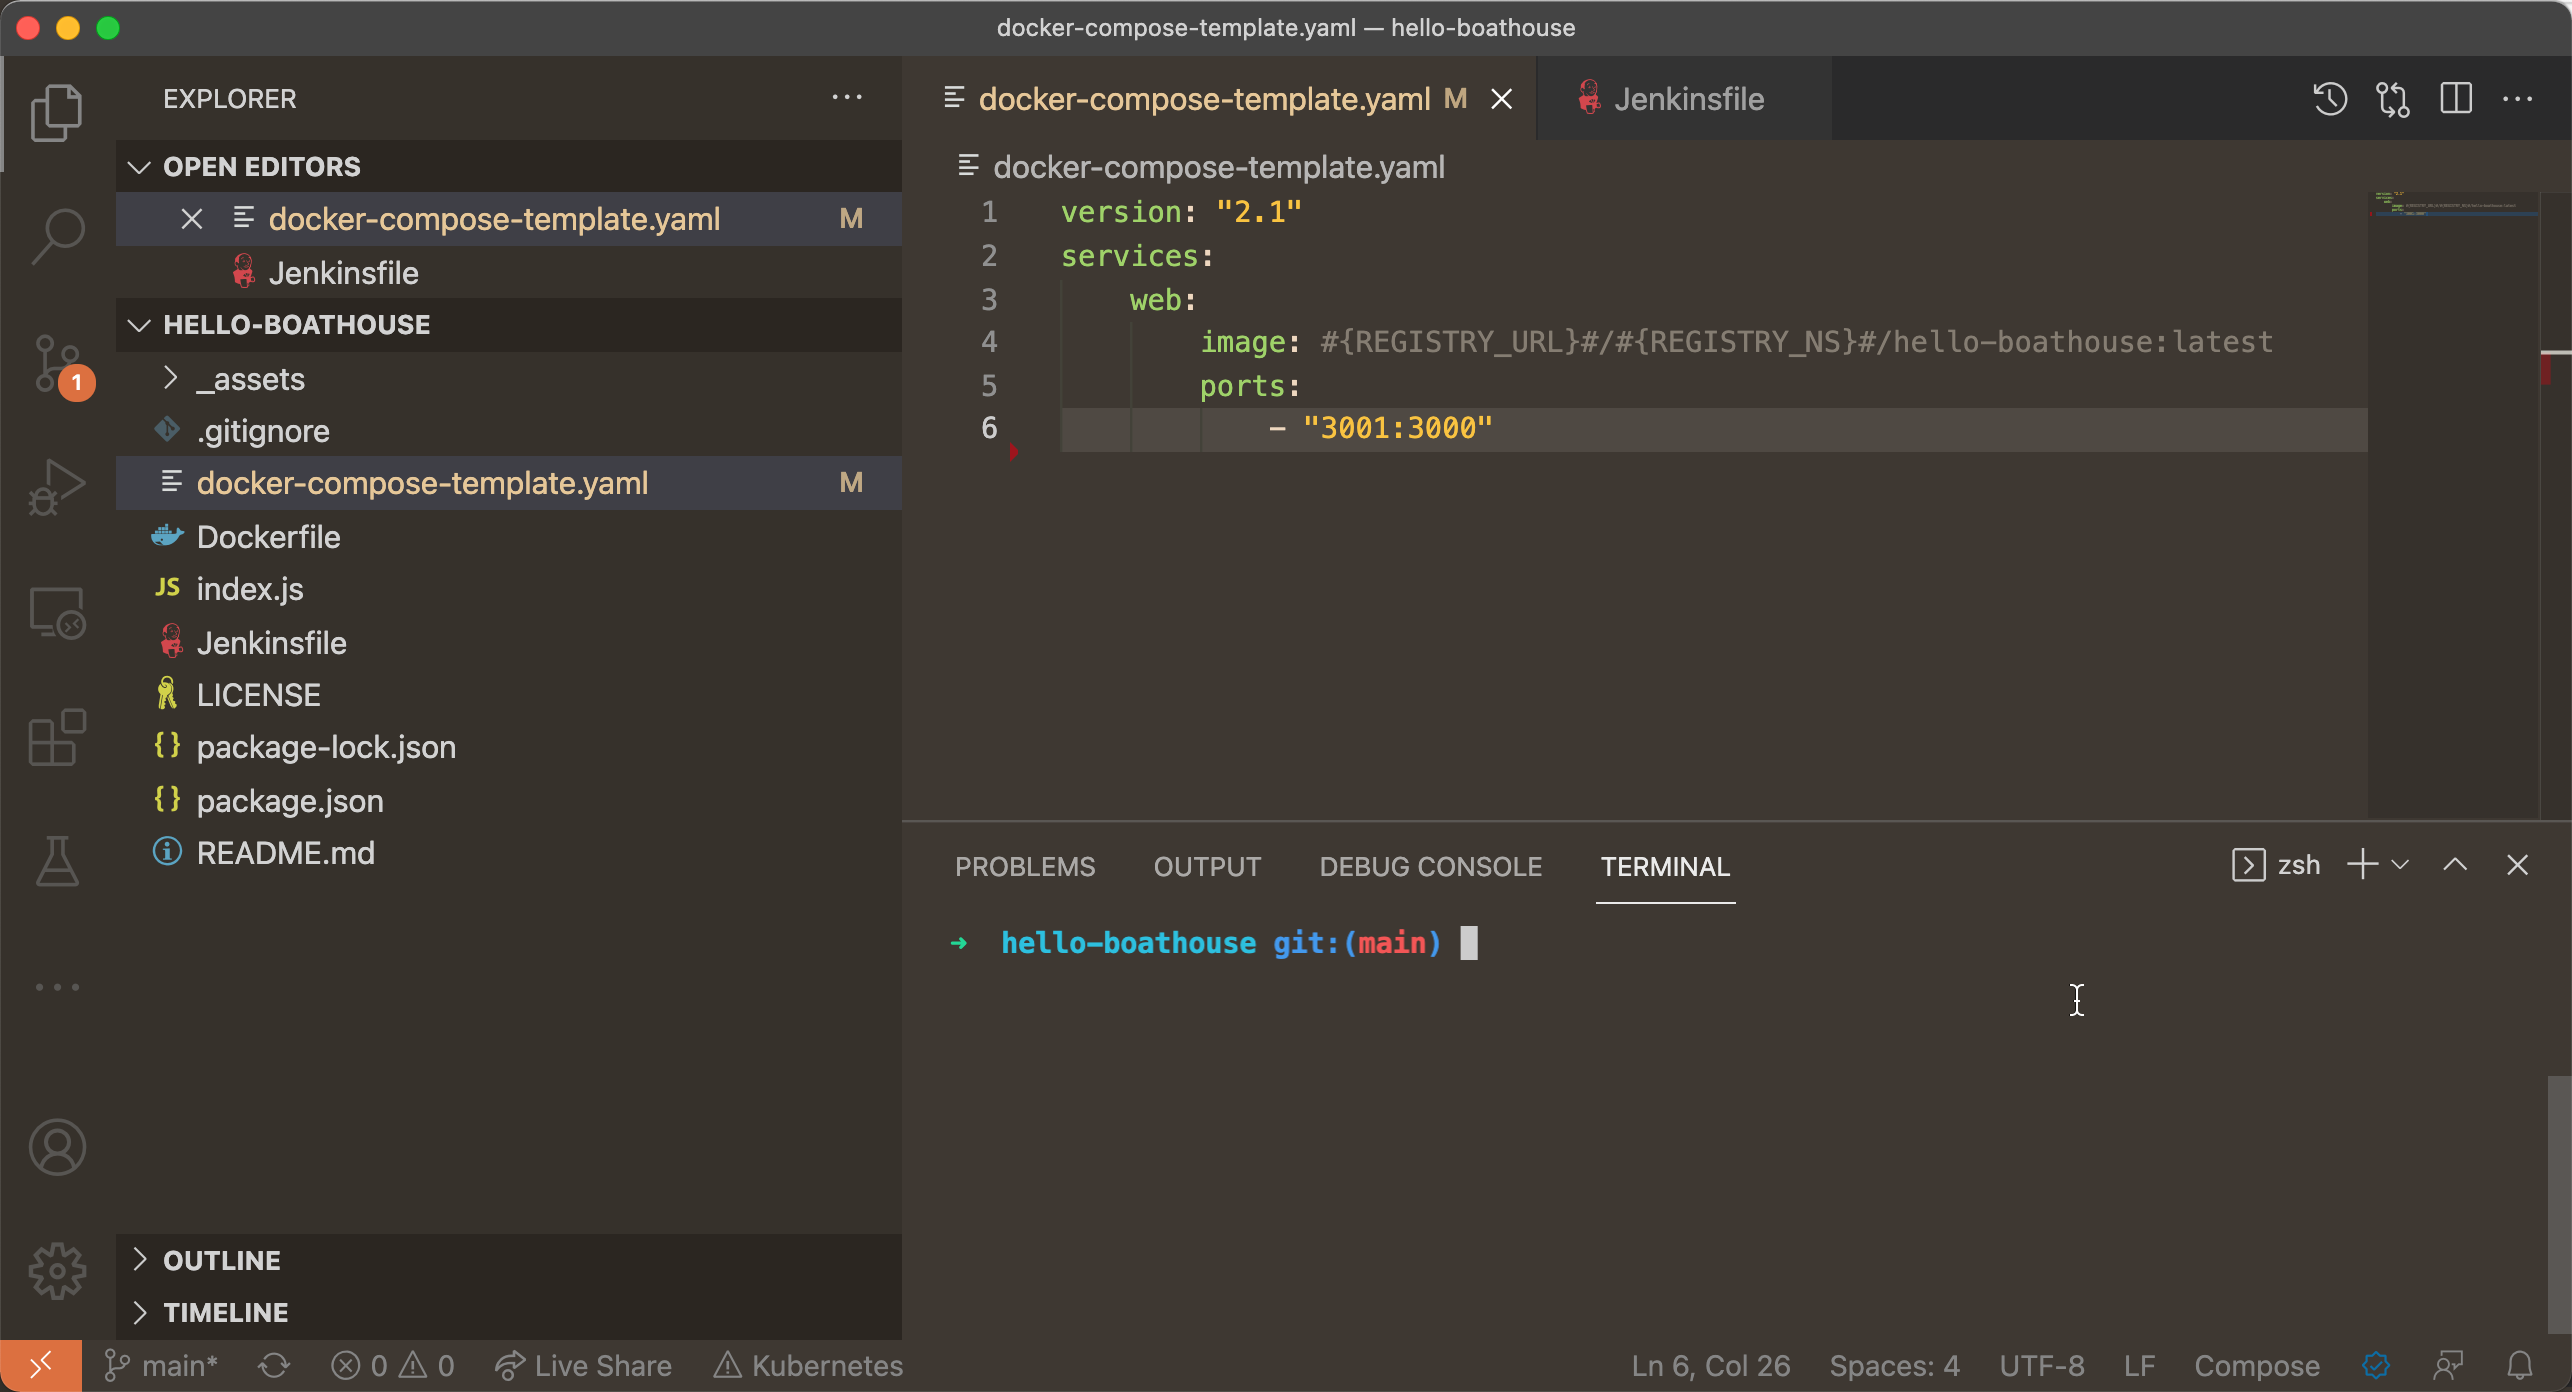 docker-compose-template.yaml — hello-boathouse
EXPLORER
OPEN EDITORS
docker-compose-template.yaml M
Jenkinsfile
HELLO-BOATHOUSE
_assets
.gitignore
docker-compose-template.yaml M
Dockerfile
JS index.js
Jenkinsfile
LICENSE
{} package-lock.json
{} package.json
README.md
OUTLINE
TIMELINE
1
docker-compose-template.yaml M
Jenkinsfile
docker-compose-template.yaml
1 version: "2.1"
2 services:
3 web:
4 image: #{REGISTRY_URL}#/#{REGISTRY_NS}#/hello-boathouse:latest
5 ports:
6 - "3001:3000"
PROBLEMS OUTPUT DEBUG CONSOLE TERMINAL zsh
➜ hello-boathouse git:(main)
main* 0 0 Live Share Kubernetes Ln 6, Col 26 Spaces: 4 UTF-8 LF Compose